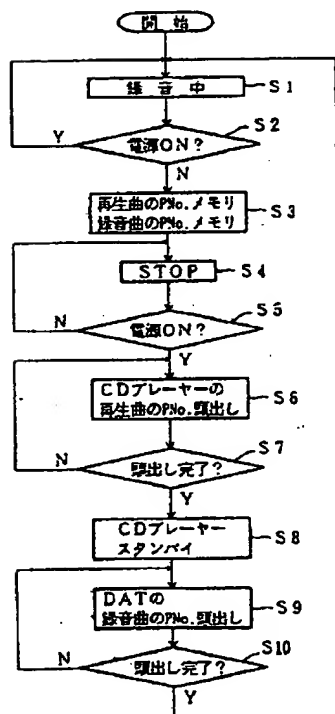 開始
録音中
S1
S2
Y
電源ON?
N
再生曲のPNo.メモリ
録音曲のPNo.メモリ
S3
STOP
S4
S5
N
電源ON?
Y
CDプレーヤーの
再生曲のPNo.頭出し
S6
S7
N
頭出し完了?
Y
CDプレーヤー
スタンバイ
S8
DATの
録音曲のPNo.頭出し
S9
S10
N
頭出し完了?
Y